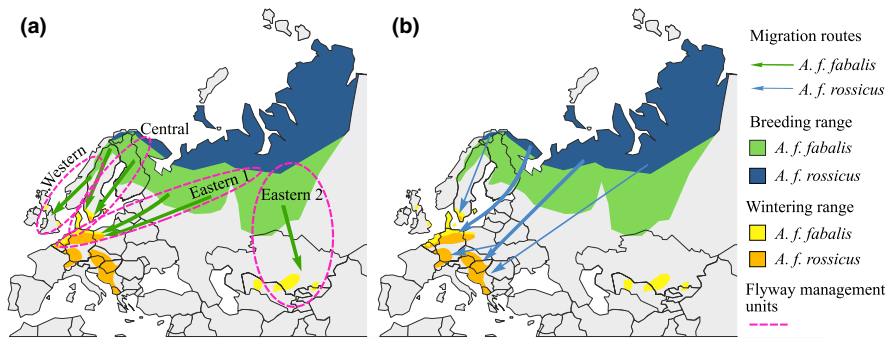 (a)
Western
Central
Eastern 1
Eastern 2
(b)
Migration routes
A. f. fabalis
A. f. rossicus
Breeding range
A. f. fabalis
A. f. rossicus
Wintering range
A. f. fabalis
A. f. rossicus
Flyway management
units